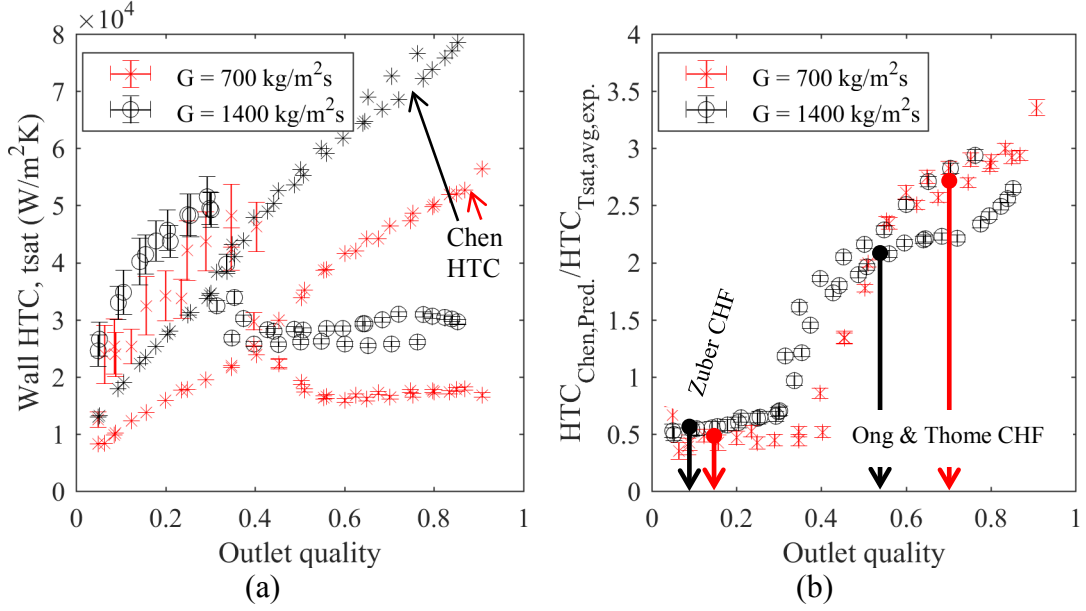 ×10⁴
8
7
6
5
4
3
2
1
0
Wall HTC, tsat (W/m²K)
G = 700 kg/m²s
G = 1400 kg/m²s
Chen
HTC
0 0.2 0.4 0.6 0.8 1
Outlet quality
(a)
4
3.5
3
2.5
2
1.5
1
0.5
0
HTC_Chen,Pred. /HTC_Tsat,avg,exp.
G = 700 kg/m²s
G = 1400 kg/m²s
Zuber CHF
Ong & Thome CHF
0 0.2 0.4 0.6 0.8 1
Outlet quality
(b)